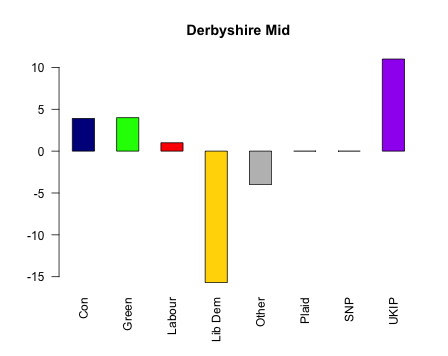 Derbyshire Mid
10
5
0
-5
-10
-15
Con
Green
Labour
Lib Dem
Other
Plaid
SNP
UKIP